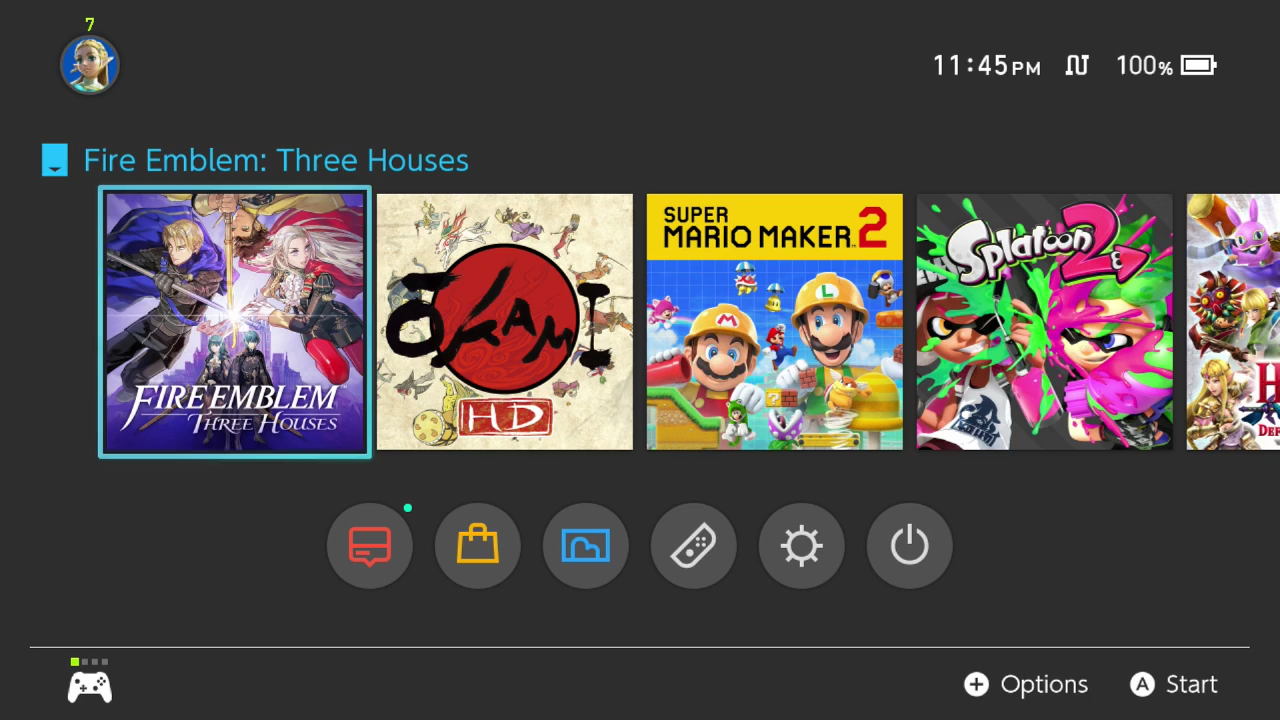 7
11:45PM
100%
Fire Emblem: Three Houses
FIRE EMBLEM
THREE HOUSES
ŌKAMI
HD
SUPER
MARIO MAKER 2
Splatoon 2
Options
A Start